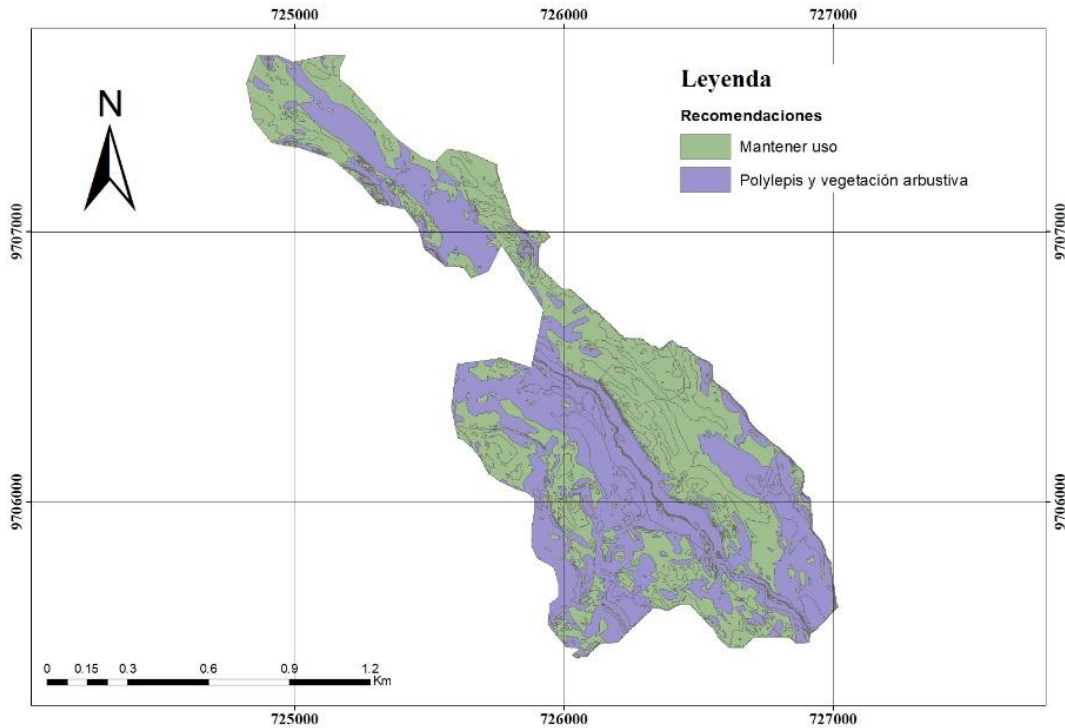 725000 726000 727000
Leyenda
Recomendaciones
Mantener uso
Polylepis y vegetación arbustiva
N
9707000 9707000
9706000 9706000
0 0.15 0.3 0.6 0.9 1.2
Km
725000 726000 727000